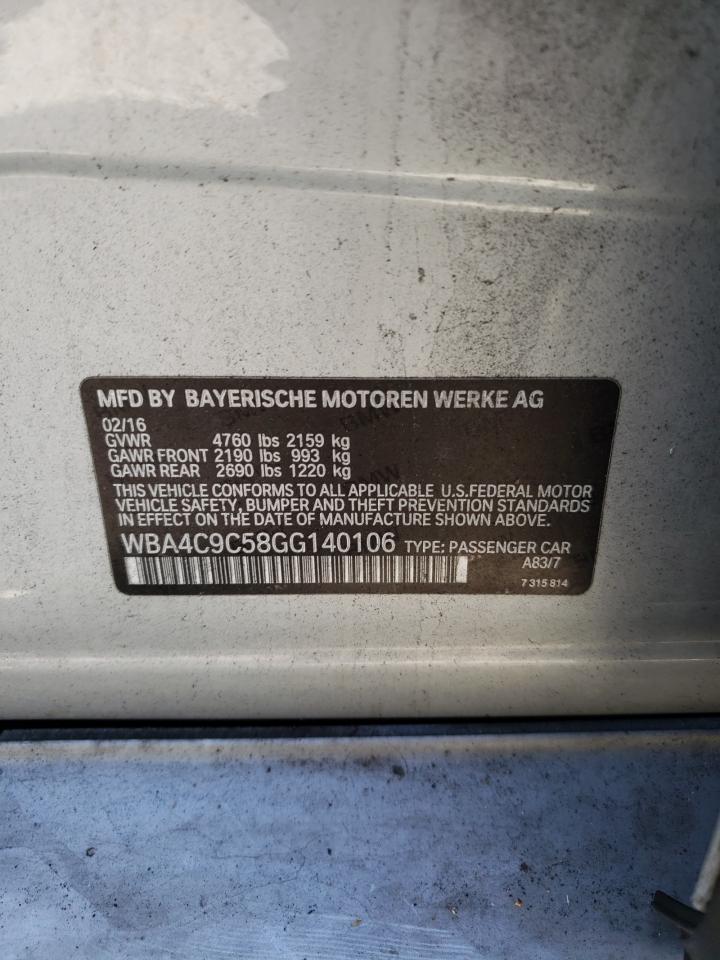 MFD BY BAYERISCHE MOTOREN WERKE AG
02/16
GVWR 4760 lbs 2159 kg
GAWR FRONT 2190 lbs 993 kg
GAWR REAR 2690 lbs 1220 kg
THIS VEHICLE CONFORMS TO ALL APPLICABLE U.S.FEDERAL MOTOR
VEHICLE SAFETY, BUMPER AND THEFT PREVENTION STANDARDS
IN EFFECT ON THE DATE OF MANUFACTURE SHOWN ABOVE.
WBA4C9C58GG140106 TYPE: PASSENGER CAR
A83/7
7 315 814